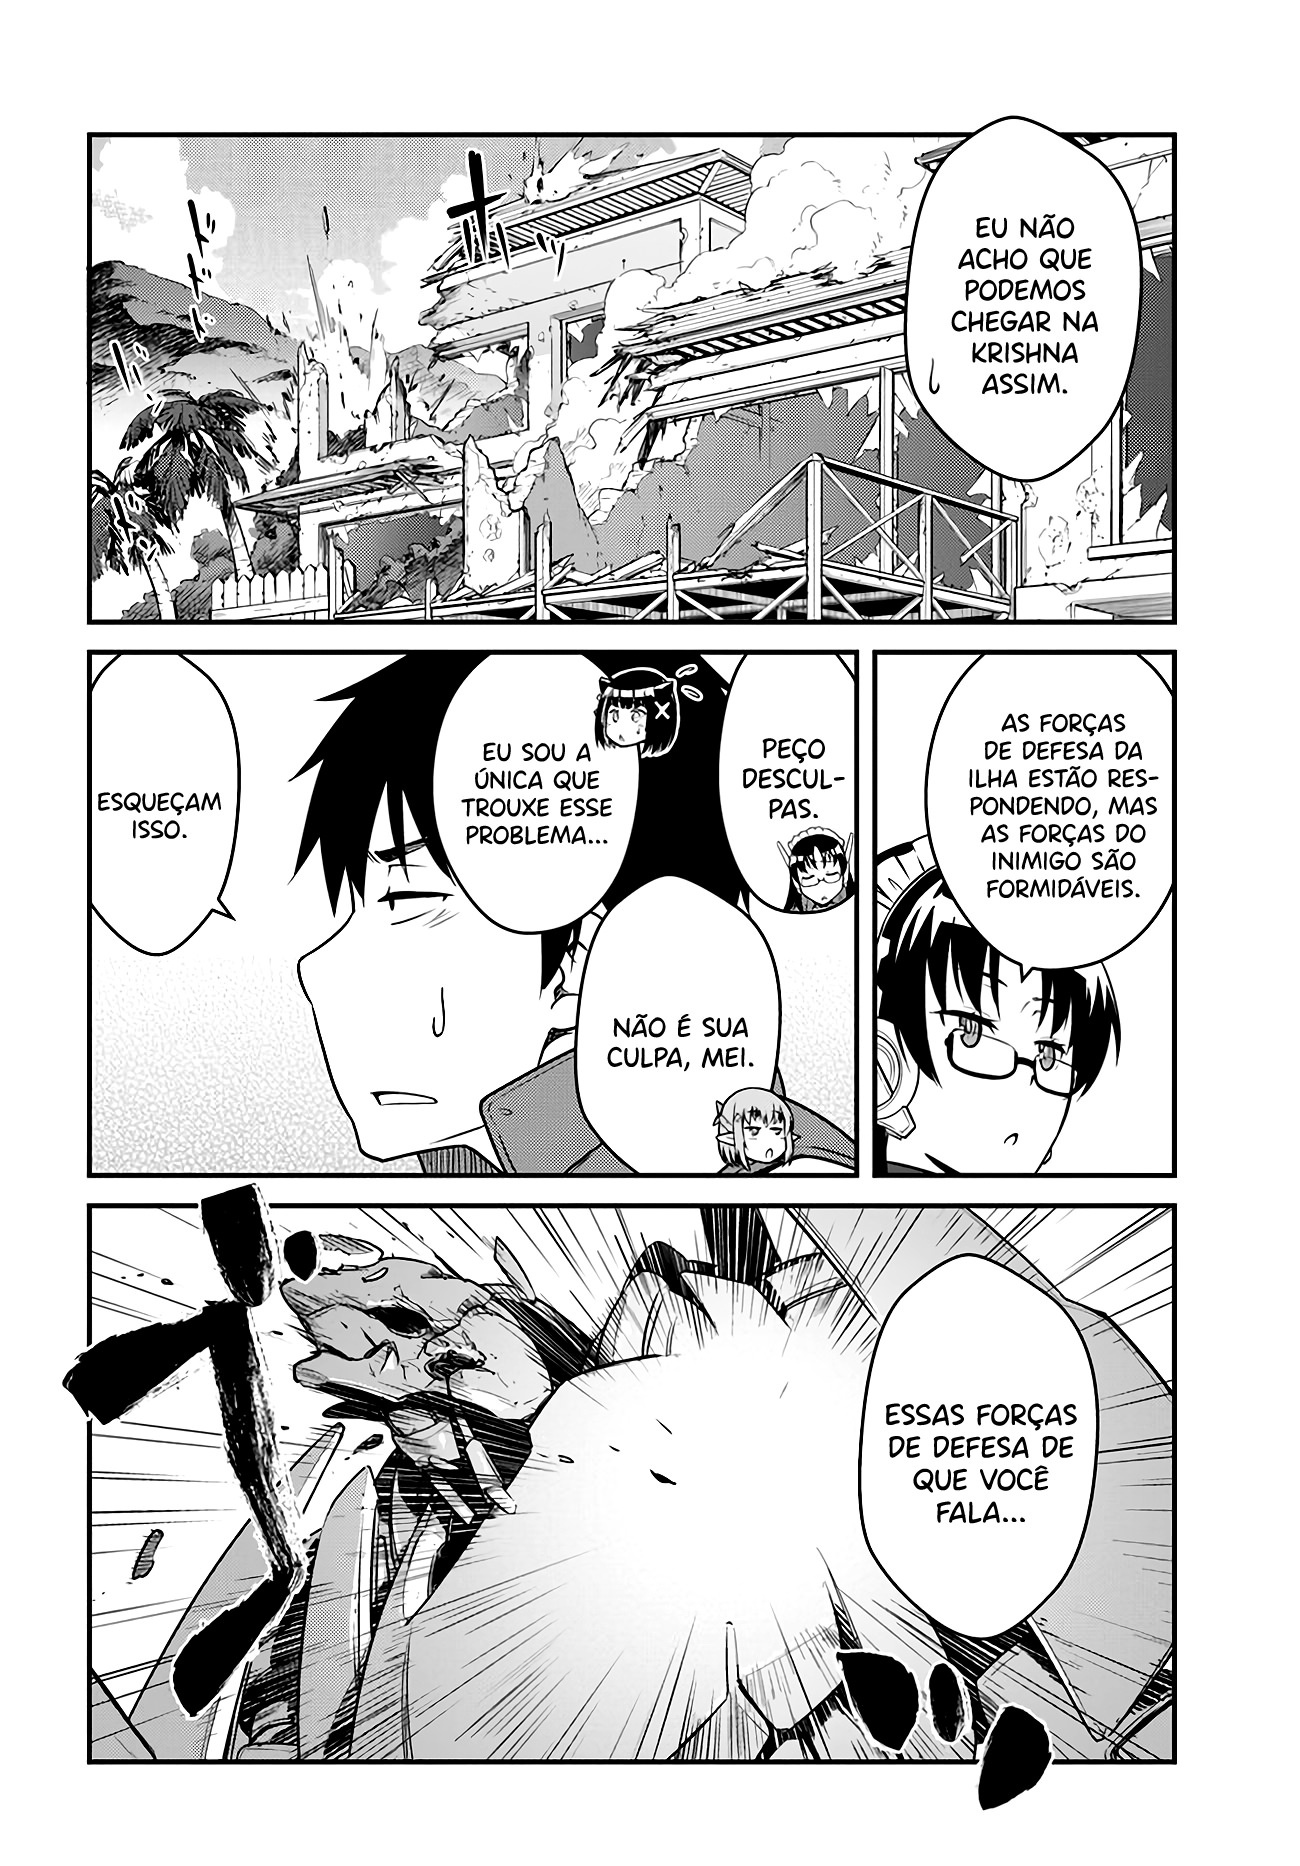 EU NÃO
ACHO QUE
PODEMOS
CHEGAR NA
KRISHNA
ASSIM.
AS FORÇAS
DE DEFESA DA
ILHA ESTÃO RES-
PONDENDO, MAS
AS FORÇAS DO
INIMIGO SÃO
FORMIDÁVEIS.
PEÇO
DESCUL-
PAS.
EU SOU A
ÚNICA QUE
TROUXE ESSE
PROBLEMA...
NÃO É SUA
CULPA, MEI.
ESQUEÇAM
ISSO.
ESSAS FORÇAS
DE DEFESA DE
QUE VOCÊ
FALA...